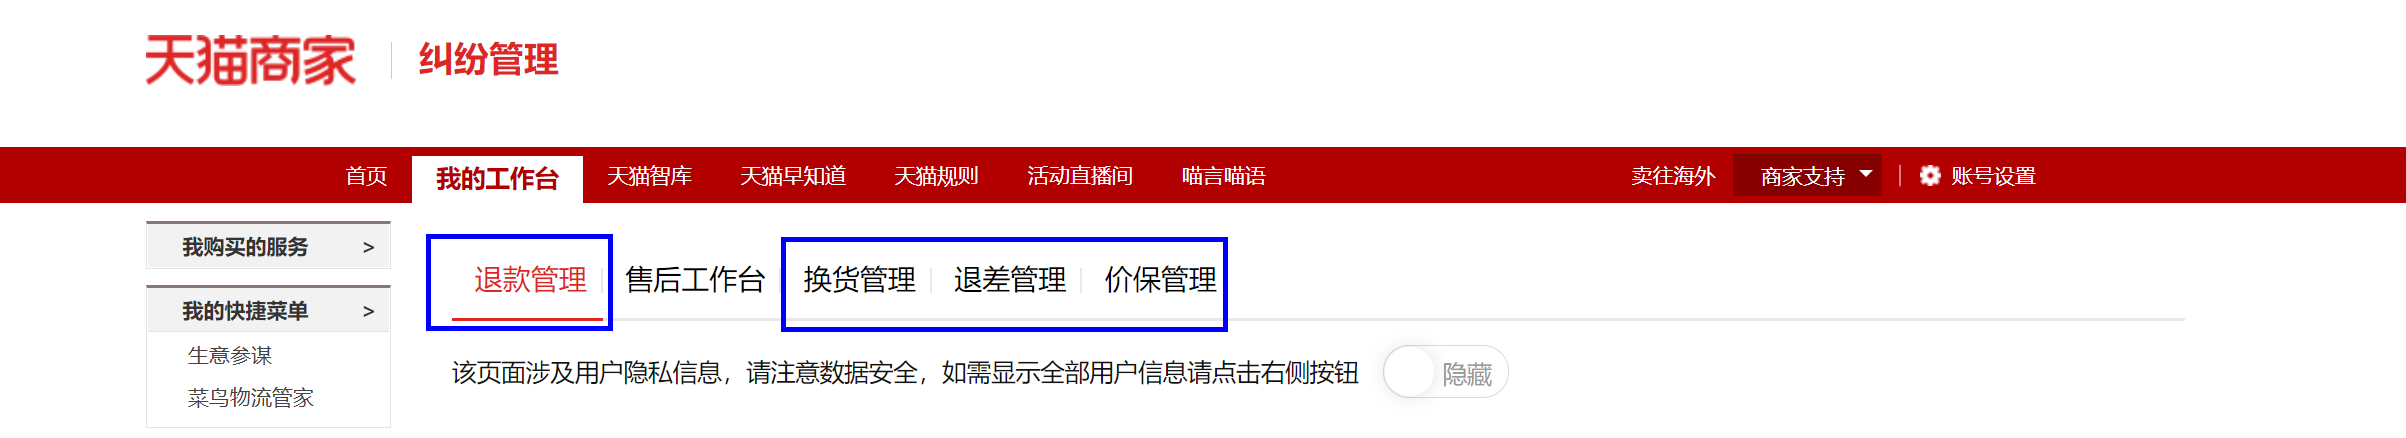 天猫商家 纠纷管理
首页 我的工作台 天猫智库 天猫早知道 天猫规则 活动直播间 喵言喵语 卖往海外 商家支持 账号设置
我购买的服务 >
退款管理 售后工作台 换货管理 退差管理 价保管理
我的快捷菜单 >
生意参谋
该页面涉及用户隐私信息，请注意数据安全，如需显示全部用户信息请点击右侧按钮 隐藏
菜鸟物流管家